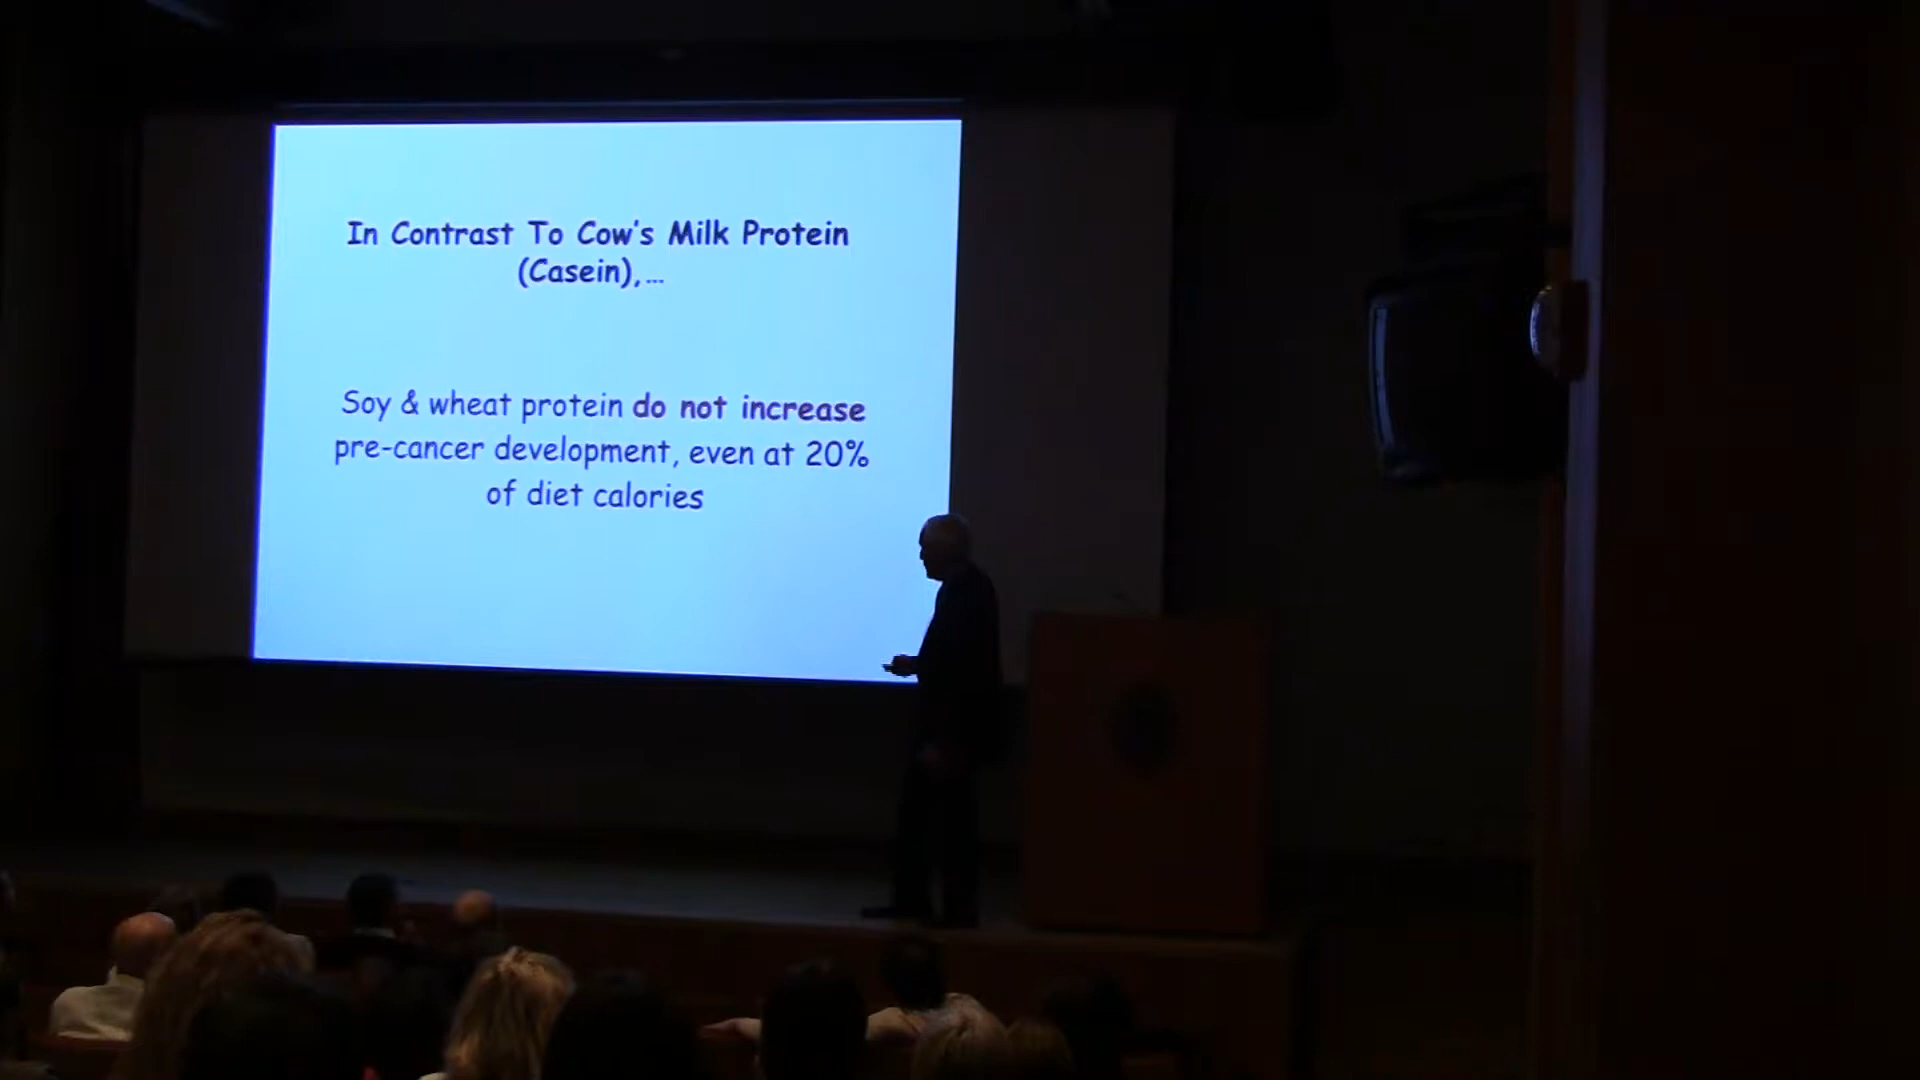 In Contrast To Cow's Milk Protein
(Casein),...
Soy & wheat protein do not increase
pre-cancer development, even at 20%
of diet calories